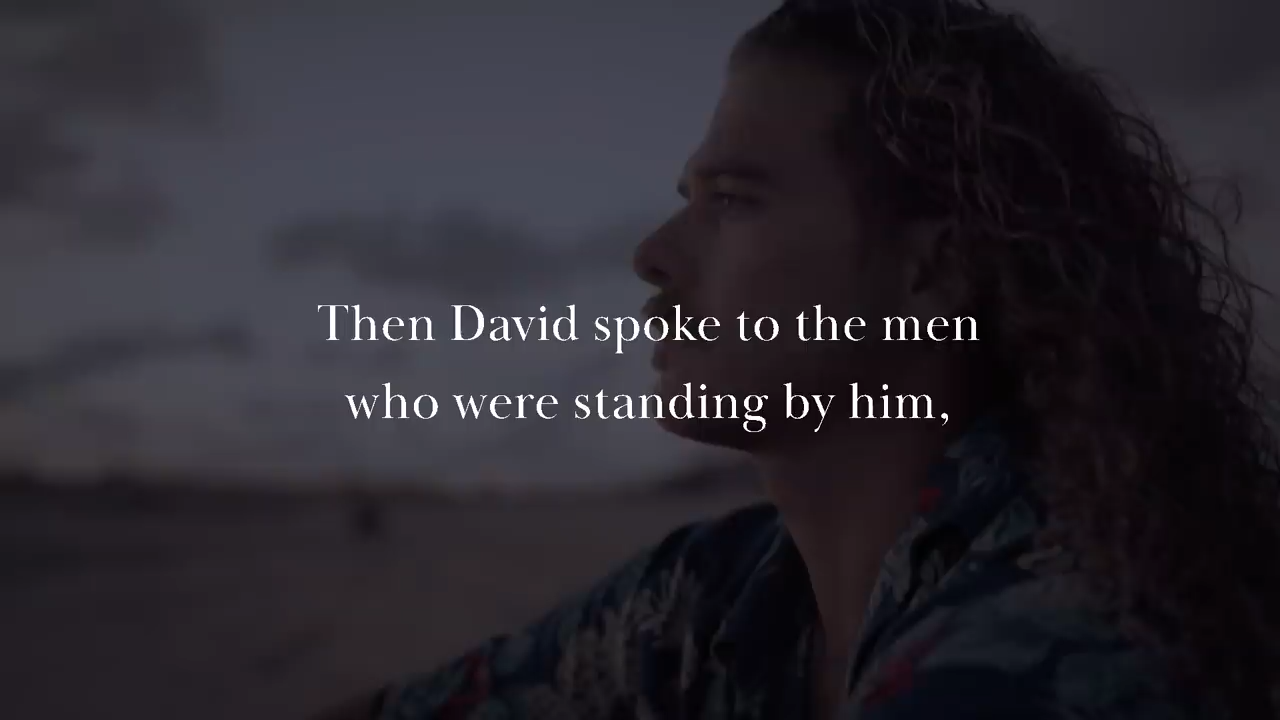 Then David spoke to the men
who were standing by him,